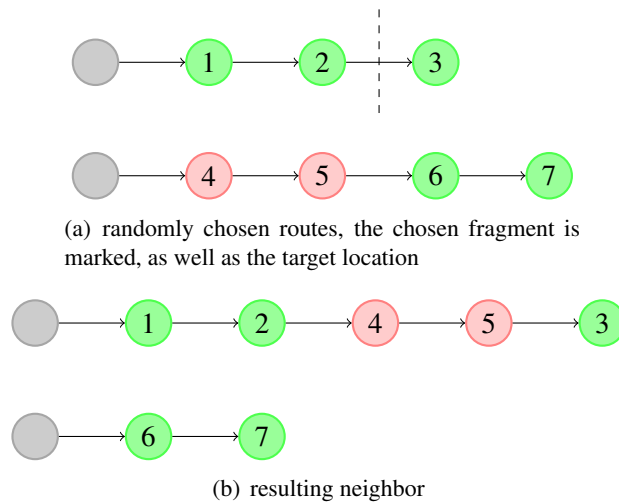 1 2 3
4 5 6 7
(a) randomly chosen routes, the chosen fragment is
marked, as well as the target location
1 2 4 5 3
6 7
(b) resulting neighbor